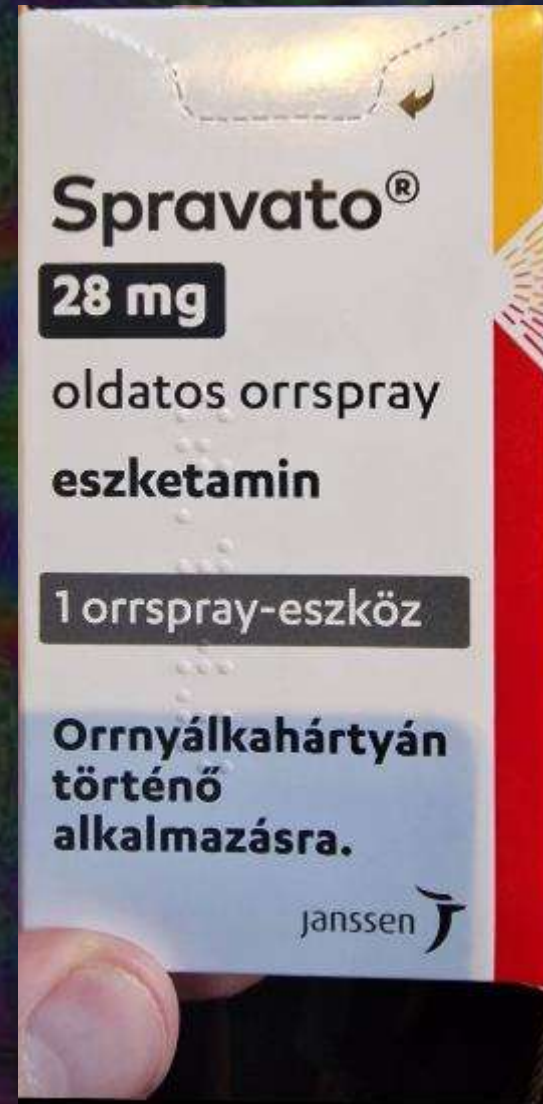 Spravato®
28 mg
oldatos orrspray
eszketamin
1 orrspray-eszköz
Orrnyálkahártyán
történő
alkalmazásra.
janssen